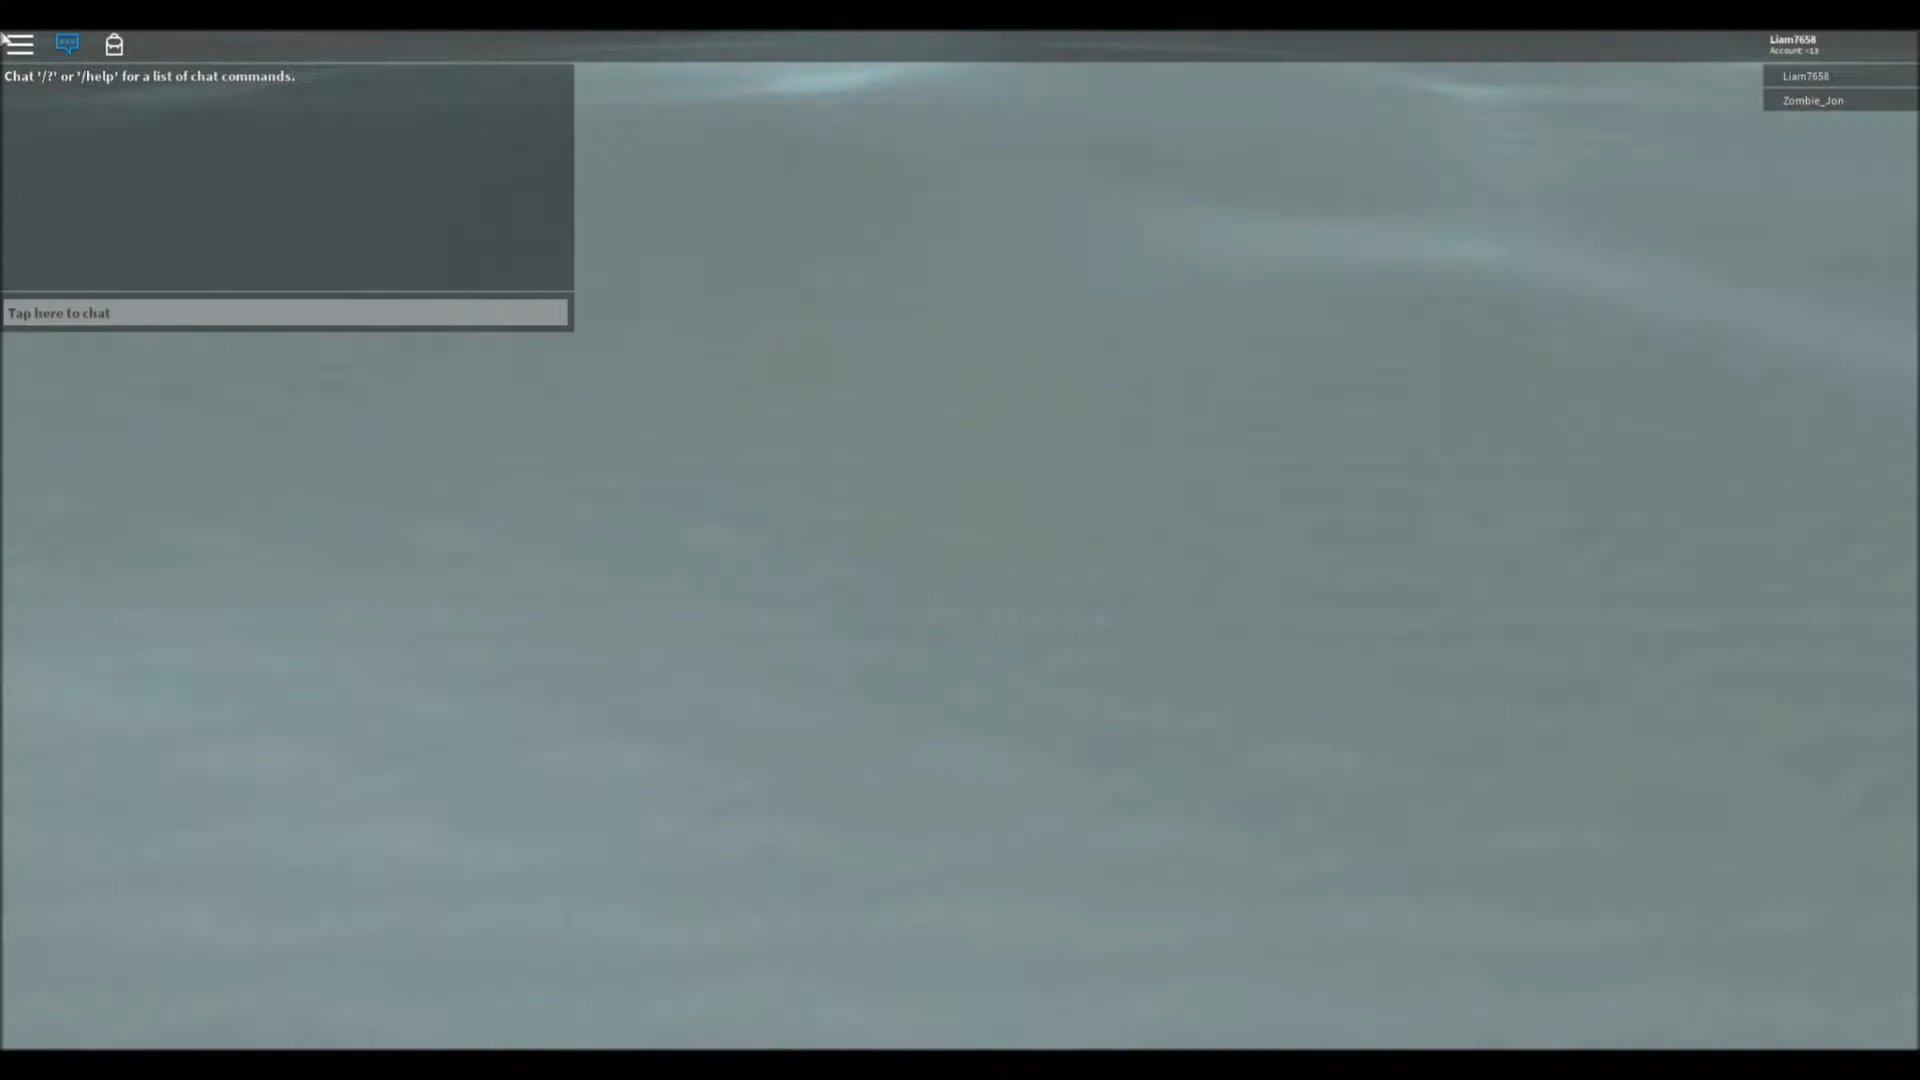 Liam7658
Account: <13
Chat '/?' or '/help' for a list of chat commands.
Liam7658
Zombie_Jon
Tap here to chat